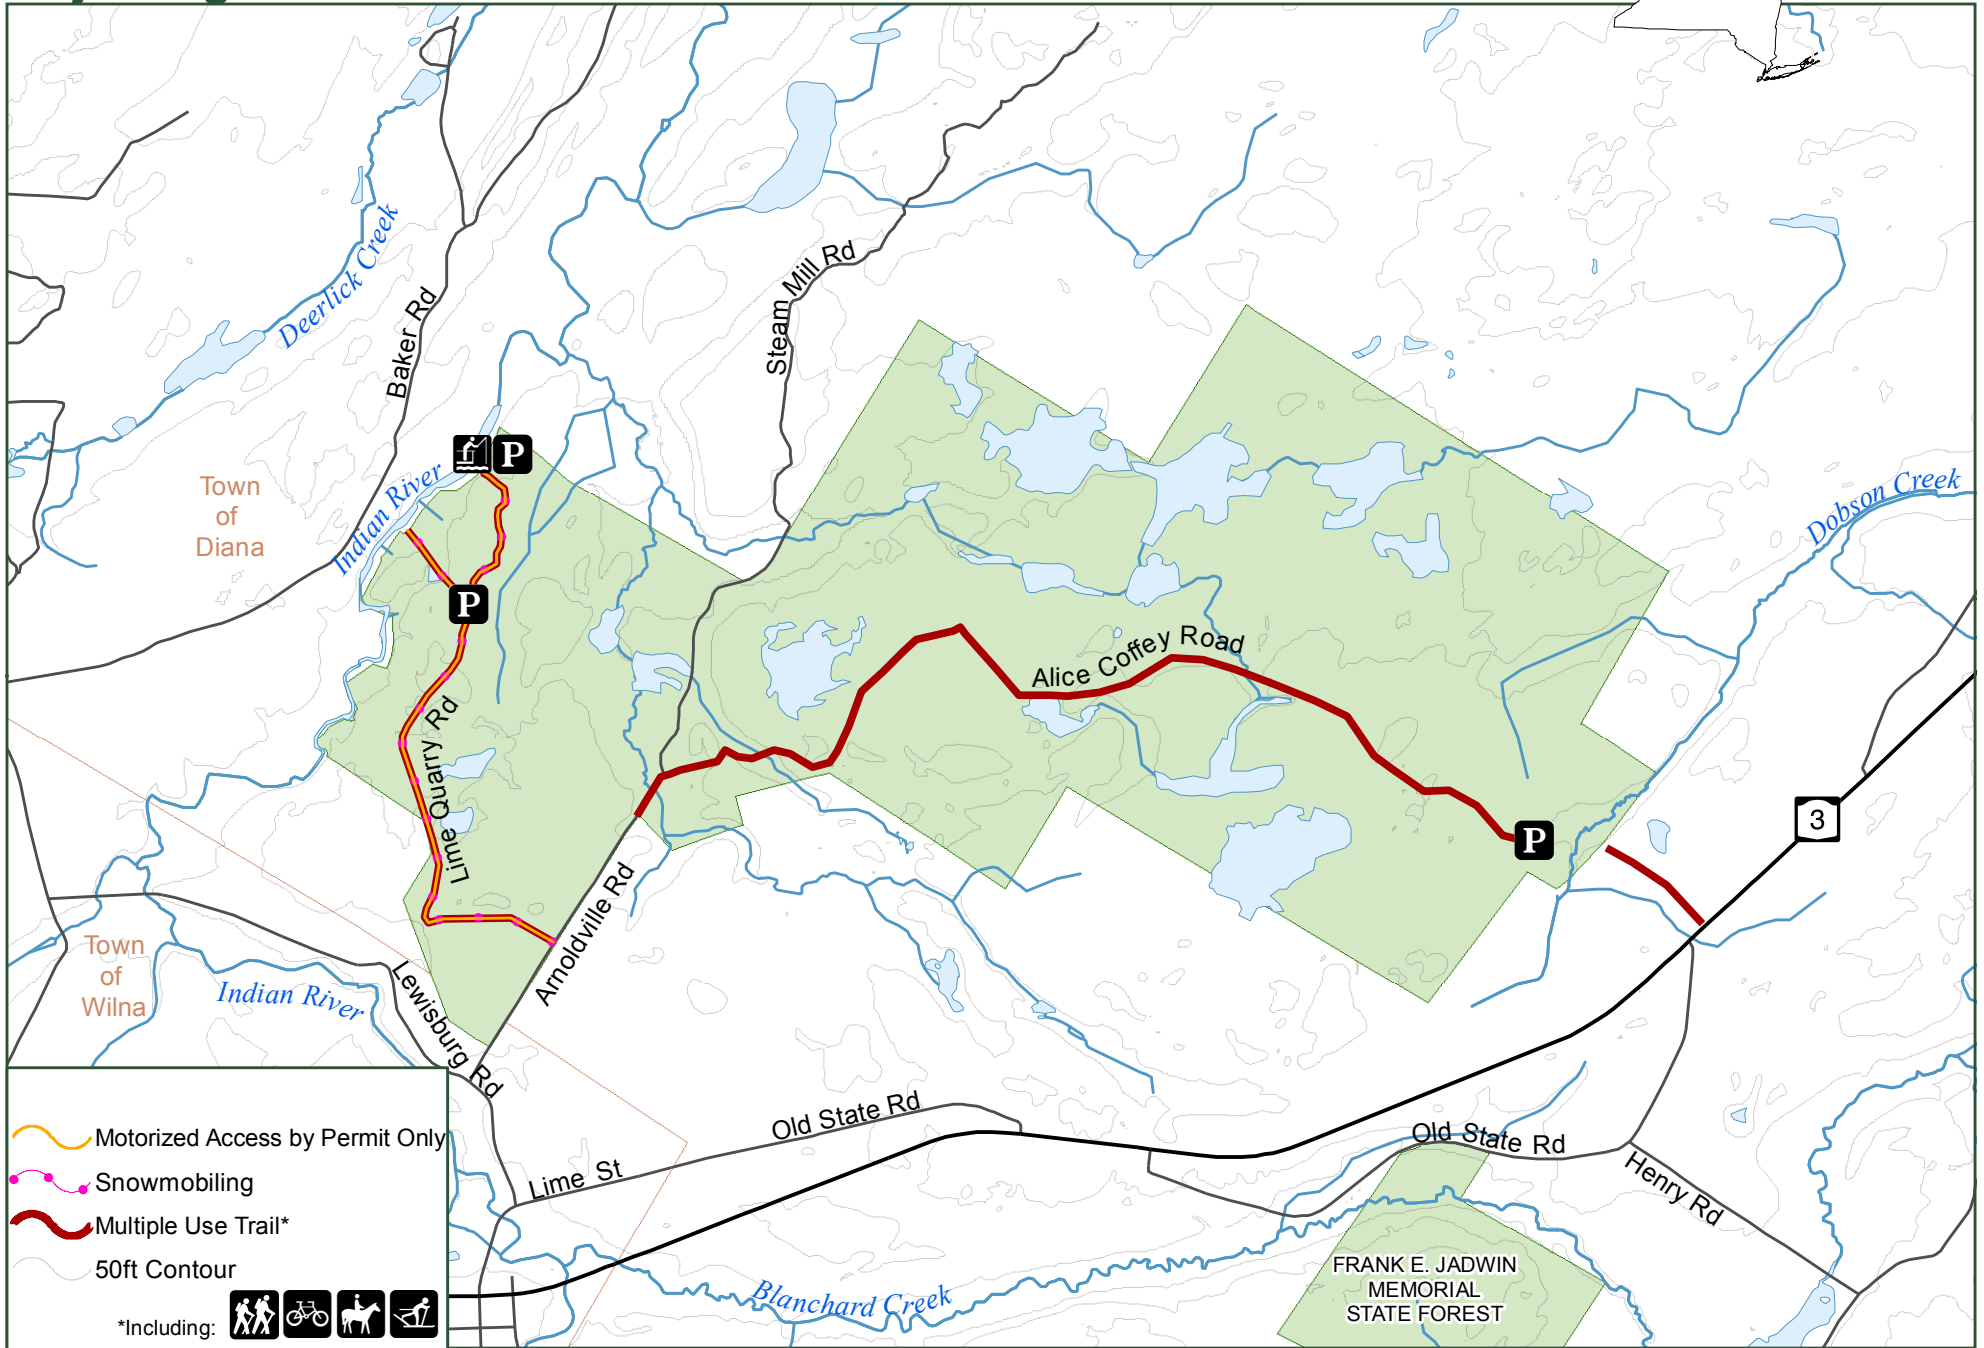 Deerlick Creek
Baker Rd
Steam Mill Rd
Town
of
Diana
P
Indian River
P
Dobson Creek
Alice Coffey Road
Lime Quarry Rd
P
3
Arnoldville Rd
Town
of
Wilna
Indian River
Lewisburg Rd
Old State Rd
Lime St
Old State Rd
Henry Rd
Blanchard Creek
FRANK E. JADWIN
MEMORIAL
STATE FOREST
Motorized Access by Permit Only
Snowmobiling
Multiple Use Trail*
50ft Contour
*Including: